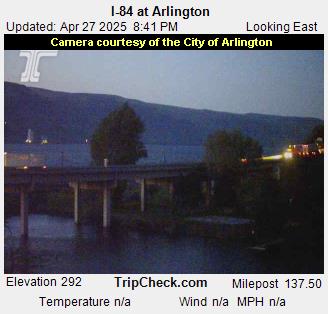 I-84 at Arlington
Updated: Apr 27 2025 8:41 PM Looking East
Camera courtesy of the City of Arlington
Elevation 292 TripCheck.com Milepost 137.50
Temperature n/a Wind n/a MPH n/a